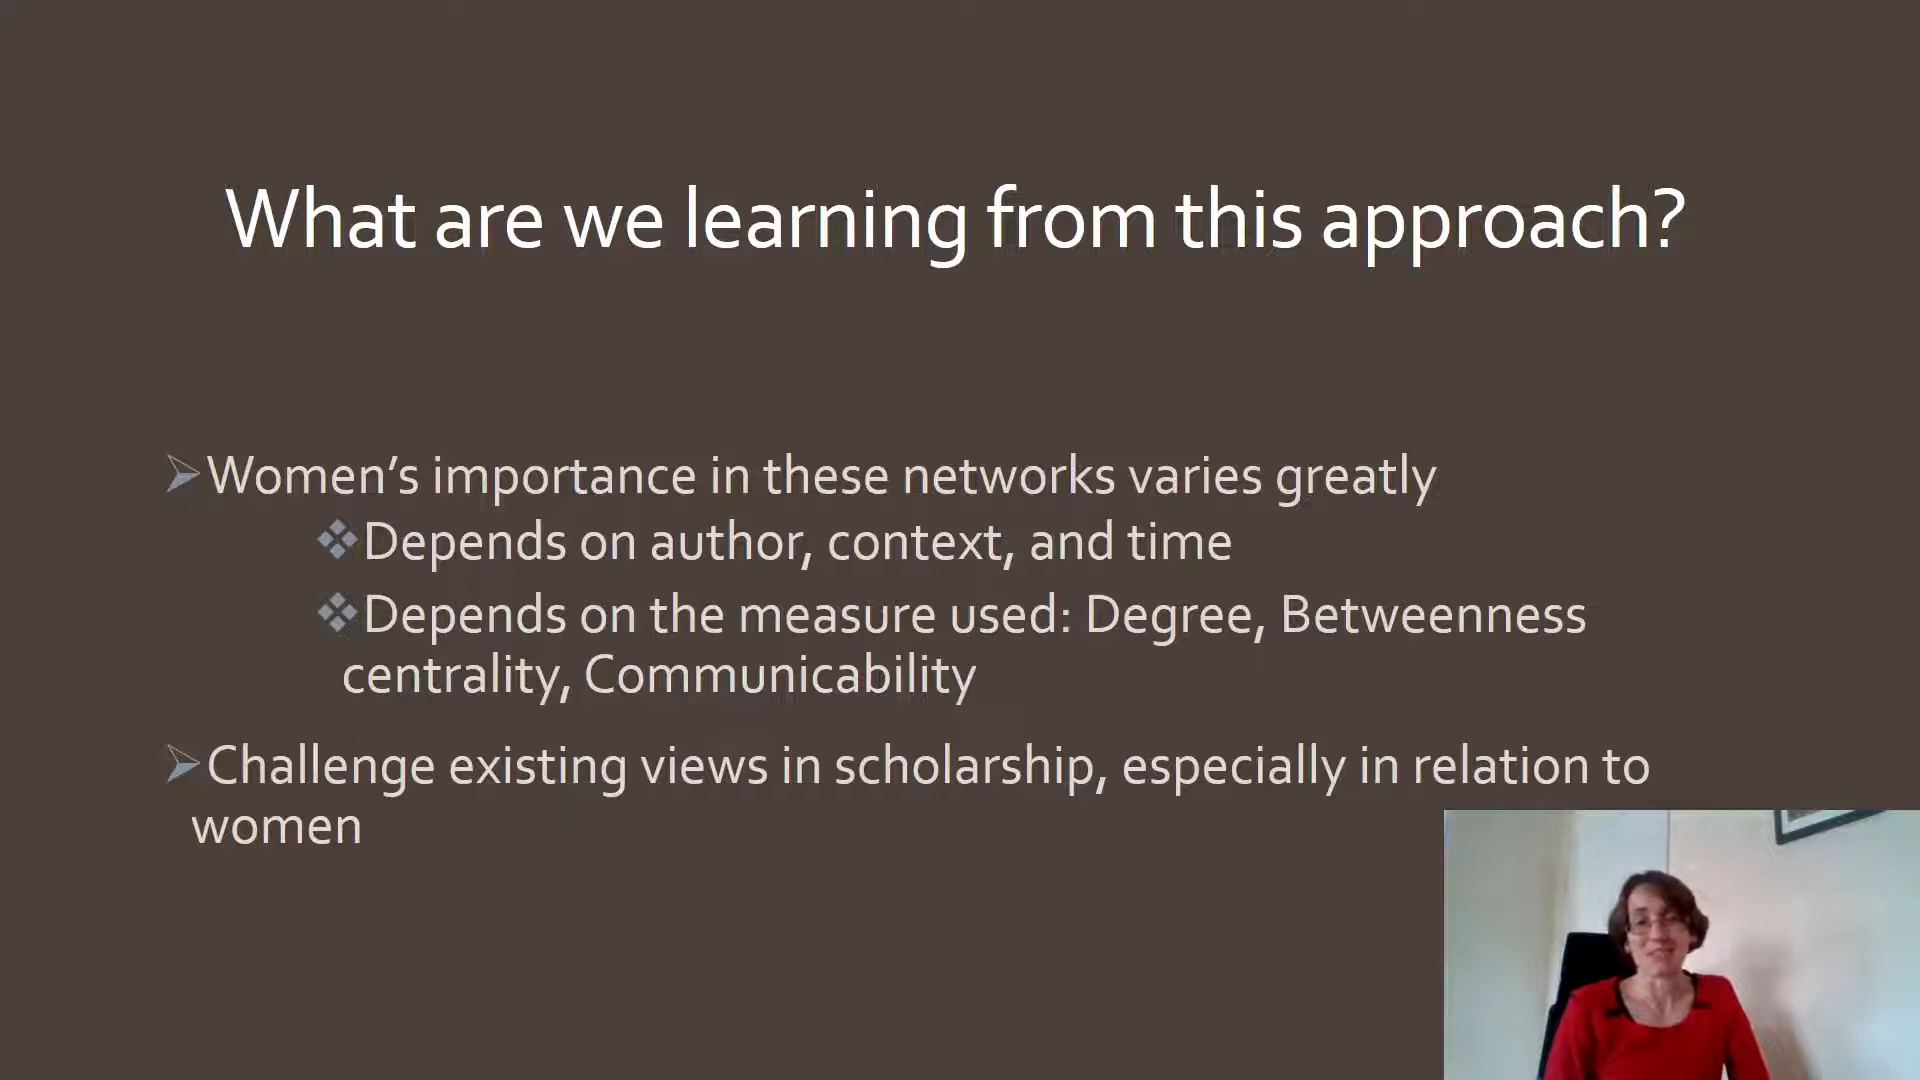 What are we learning from this approach?
Women’s importance in these networks varies greatly
Depends on author, context, and time
Depends on the measure used: Degree, Betweenness
centrality, Communicability
Challenge existing views in scholarship, especially in relation to
women